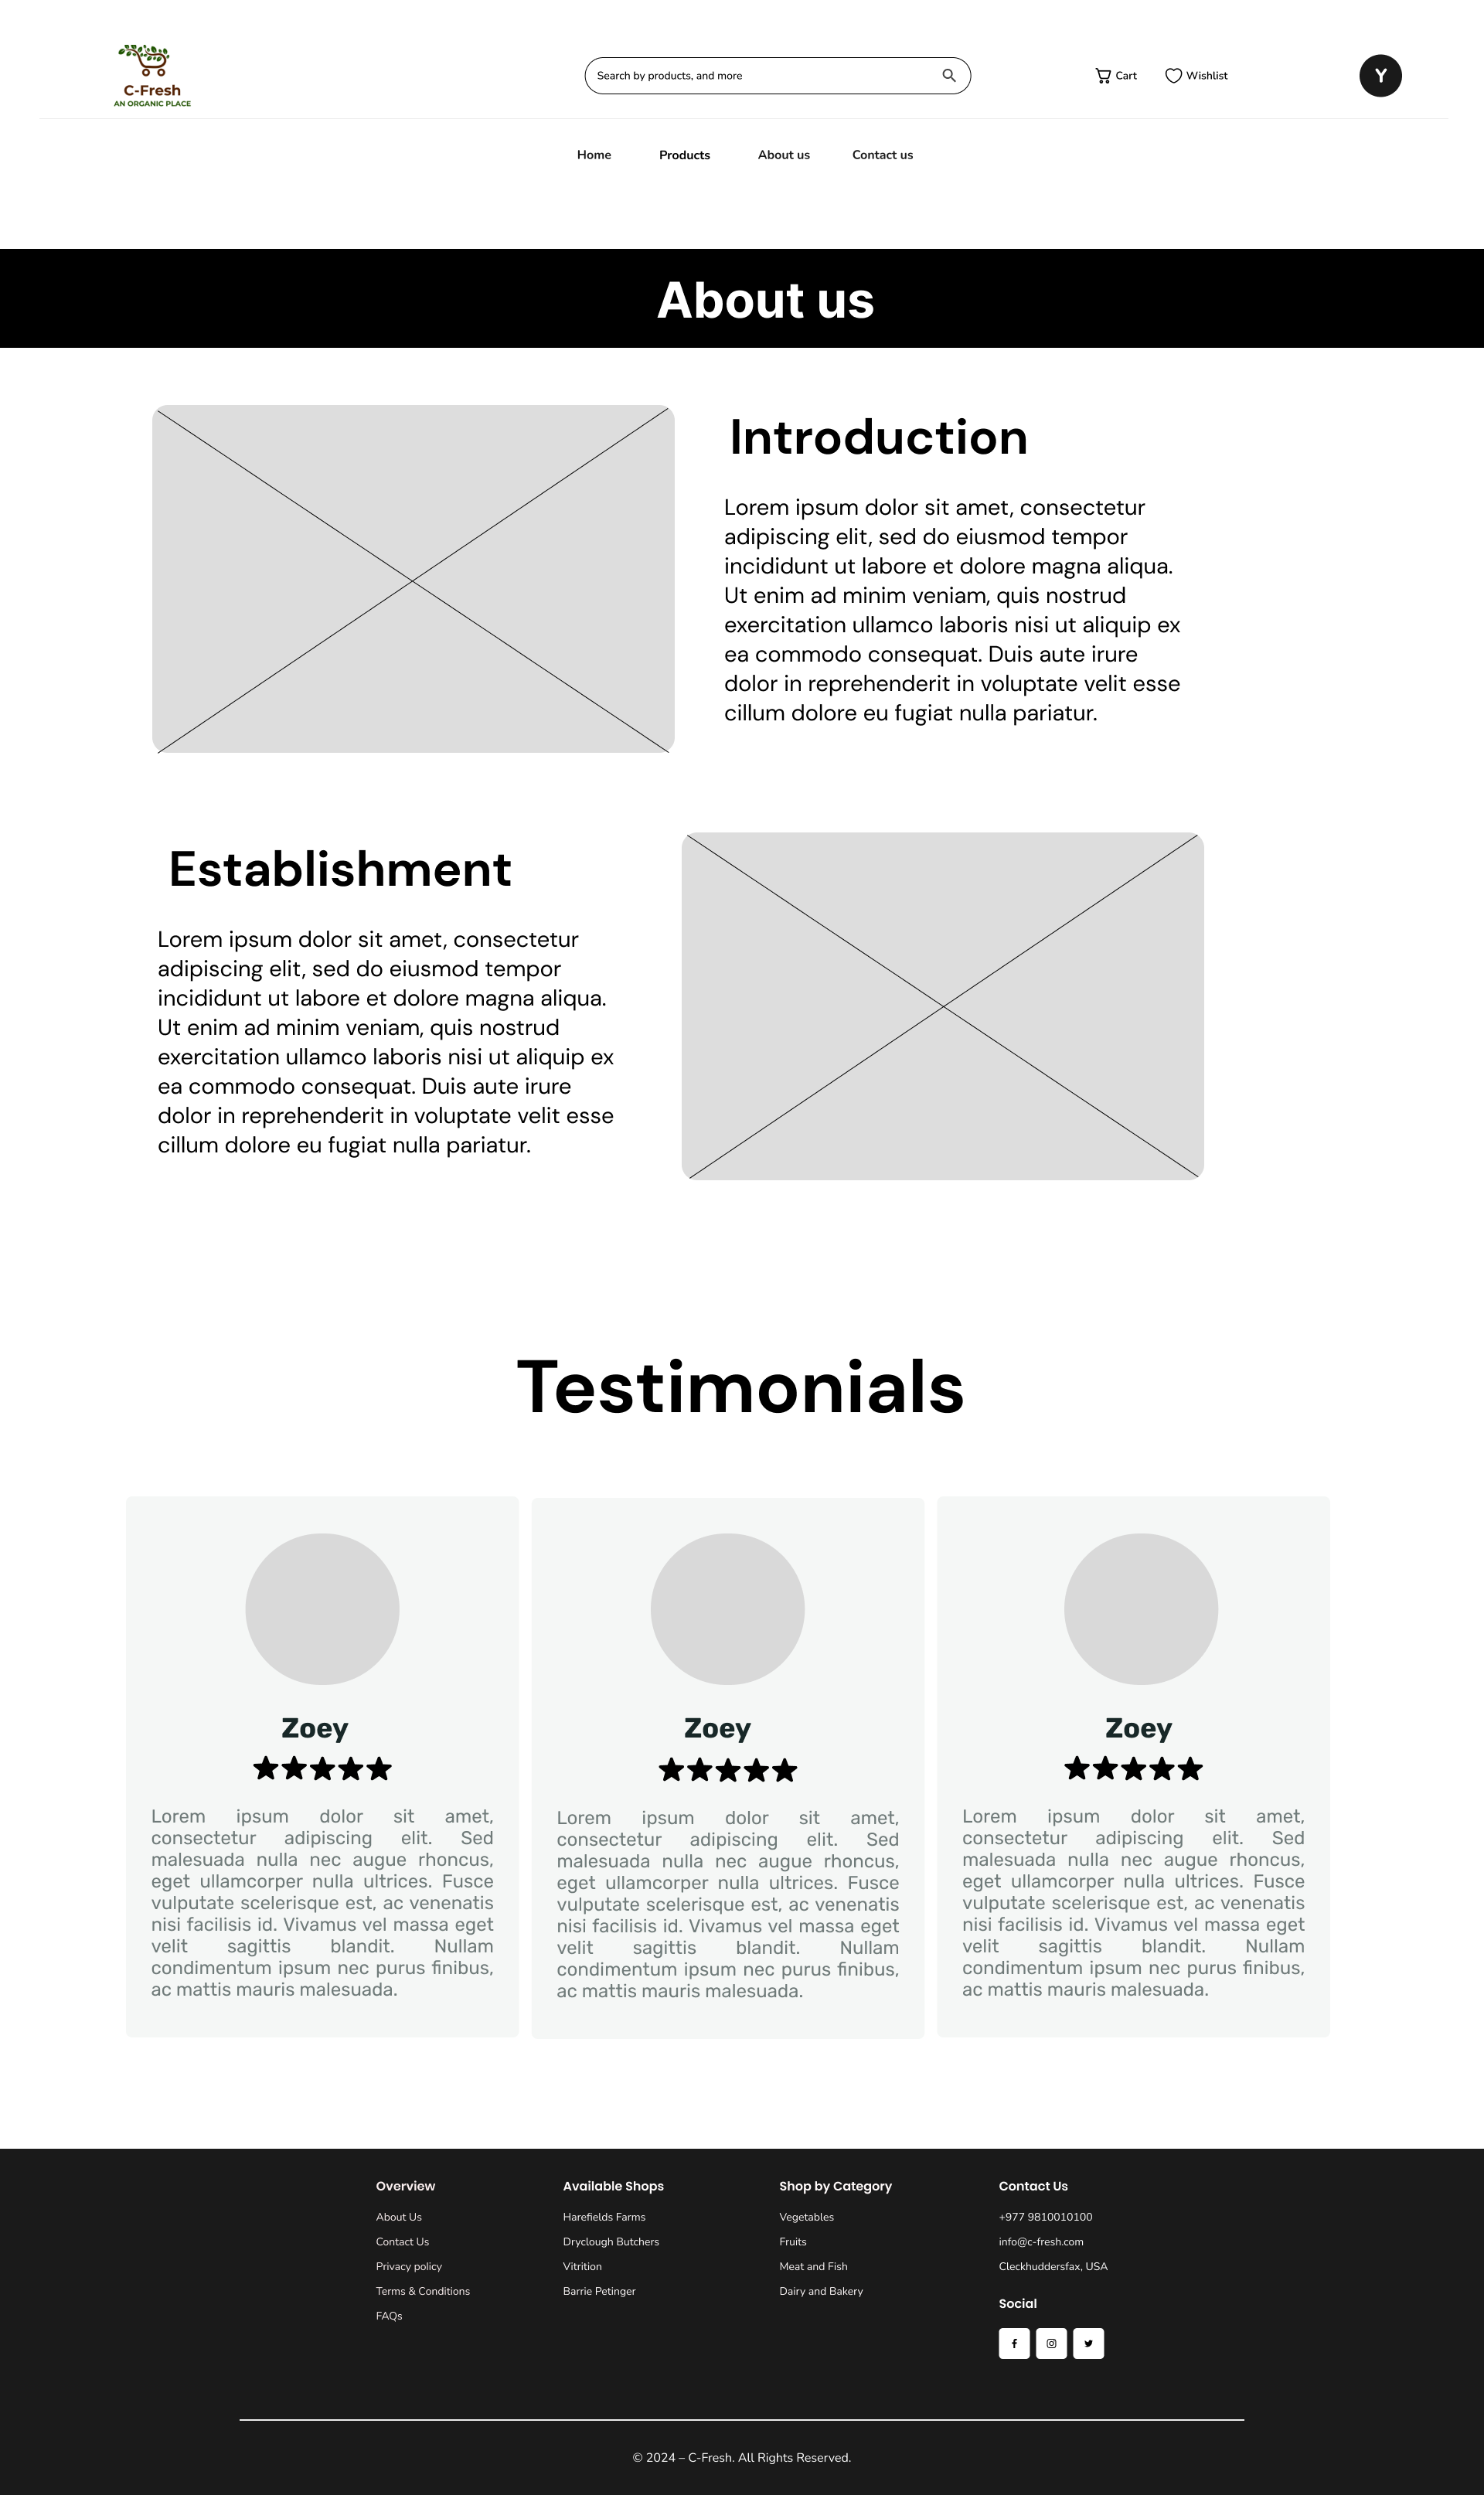 C-Fresh
AN ORGANIC PLACE
Search by products, and more
Cart
Wishlist
Y
Home
Products
About us
Contact us
About us
Introduction
Lorem ipsum dolor sit amet, consectetur
adipiscing elit, sed do eiusmod tempor
incididunt ut labore et dolore magna aliqua.
Ut enim ad minim veniam, quis nostrud
exercitation ullamco laboris nisi ut aliquip ex
ea commodo consequat. Duis aute irure
dolor in reprehenderit in voluptate velit esse
cillum dolore eu fugiat nulla pariatur.
Establishment
Lorem ipsum dolor sit amet, consectetur
adipiscing elit, sed do eiusmod tempor
incididunt ut labore et dolore magna aliqua.
Ut enim ad minim veniam, quis nostrud
exercitation ullamco laboris nisi ut aliquip ex
ea commodo consequat. Duis aute irure
dolor in reprehenderit in voluptate velit esse
cillum dolore eu fugiat nulla pariatur.
Testimonials
Zoey
Lorem ipsum dolor sit amet,
consectetur adipiscing elit. Sed
malesuada nulla nec augue rhoncus,
eget ullamcorper nulla ultrices. Fusce
vulputate scelerisque est, ac venenatis
nisi facilisis id. Vivamus vel massa eget
velit sagittis blandit. Nullam
condimentum ipsum nec purus finibus,
ac mattis mauris malesuada.
Zoey
Lorem ipsum dolor sit amet,
consectetur adipiscing elit. Sed
malesuada nulla nec augue rhoncus,
eget ullamcorper nulla ultrices. Fusce
vulputate scelerisque est, ac venenatis
nisi facilisis id. Vivamus vel massa eget
velit sagittis blandit. Nullam
condimentum ipsum nec purus finibus,
ac mattis mauris malesuada.
Zoey
Lorem ipsum dolor sit amet,
consectetur adipiscing elit. Sed
malesuada nulla nec augue rhoncus,
eget ullamcorper nulla ultrices. Fusce
vulputate scelerisque est, ac venenatis
nisi facilisis id. Vivamus vel massa eget
velit sagittis blandit. Nullam
condimentum ipsum nec purus finibus,
ac mattis mauris malesuada.
Overview
About Us
Contact Us
Privacy policy
Terms & Conditions
FAQs
Available Shops
Harefields Farms
Dryclough Butchers
Vitrition
Barrie Petinger
Shop by Category
Vegetables
Fruits
Meat and Fish
Dairy and Bakery
Contact Us
+977 9810010100
info@c-fresh.com
Cleckhuddersfax, USA
Social
© 2024 – C-Fresh. All Rights Reserved.